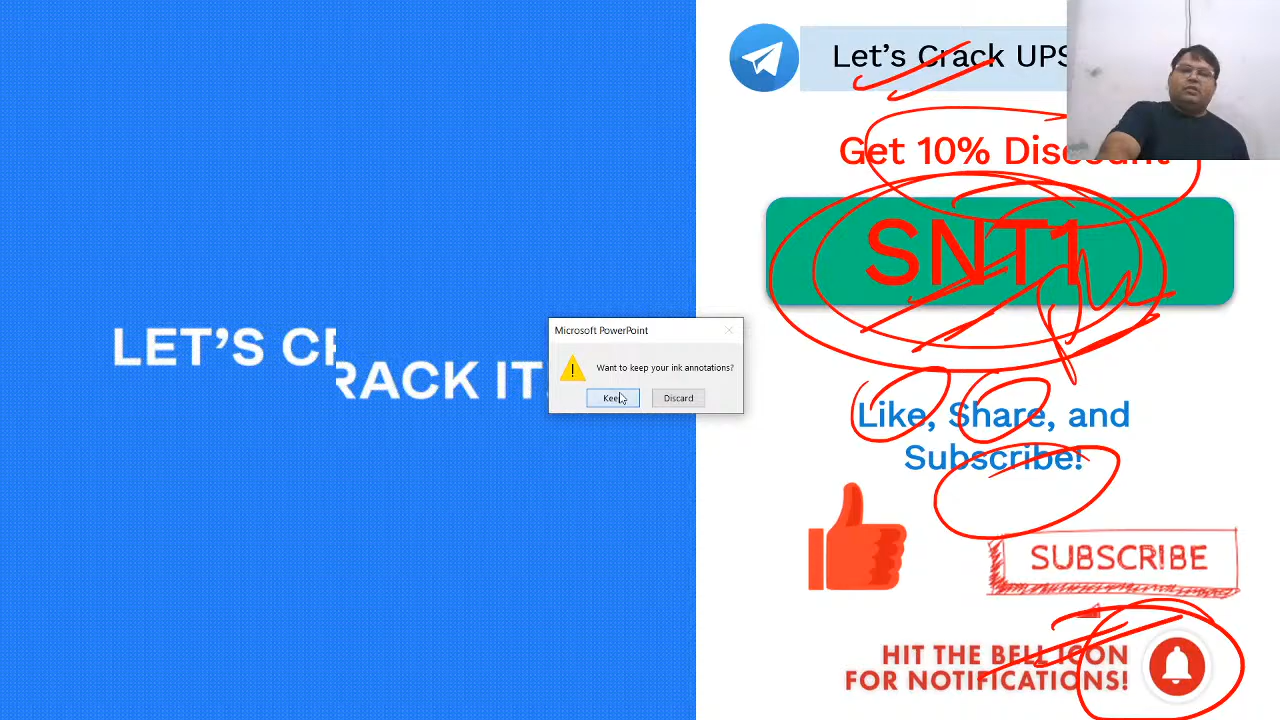 Let's Crack UPS
Get 10% Discount
SNT1
LET'S CR
RACK IT!
Microsoft PowerPoint
Want to keep your ink annotations?
Keep
Discard
Like, Share, and
Subscribe!
SUBSCRIBE
HIT THE BELL ICON
FOR NOTIFICATIONS!